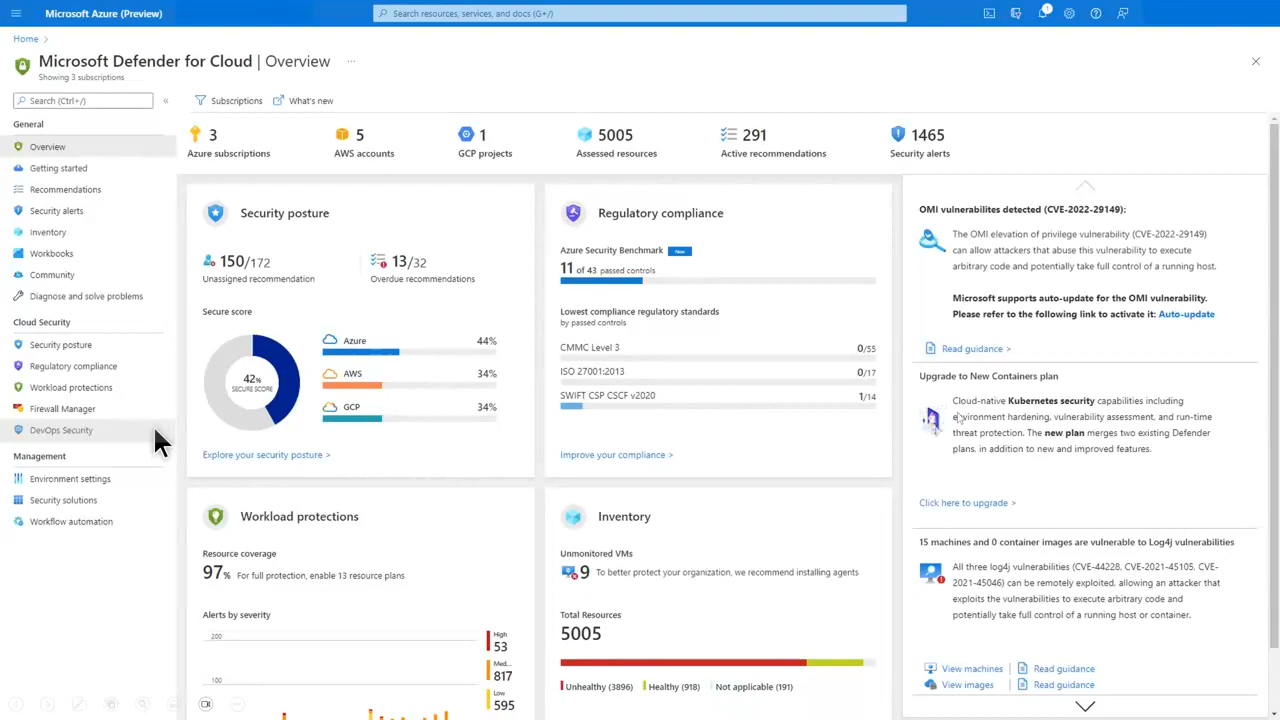 Microsoft Azure (Preview)
Search resources, services, and docs (G+/)
1
Home
Microsoft Defender for Cloud | Overview
Showing 3 subscriptions
Search (Ctrl+/)
«
Subscriptions
What's new
General
Overview
Getting started
Recommendations
Security alerts
Inventory
Workbooks
Community
Diagnose and solve problems
Cloud Security
Security posture
Regulatory compliance
Workload protections
Firewall Manager
DevOps Security
Management
Environment settings
Security solutions
Workflow automation
3
Azure subscriptions
5
AWS accounts
1
GCP projects
5005
Assessed resources
291
Active recommendations
1465
Security alerts
Security posture
150/172
Unassigned recommendation
13/32
Overdue recommendations
Secure score
42%
SECURE SCORE
Azure 44%
AWS 34%
GCP 34%
Explore your security posture >
Regulatory compliance
Azure Security Benchmark New
11 of 43 passed controls
Lowest compliance regulatory standards
by passed controls
CMMC Level 3 0/55
ISO 27001:2013 0/17
SWIFT CSP CSCF v2020 1/14
Improve your compliance >
Workload protections
Resource coverage
97% For full protection, enable 13 resource plans
Alerts by severity
200
100
High
53
Med...
817
Low
595
Inventory
Unmonitored VMs
9 To better protect your organization, we recommend installing agents
Total Resources
5005
Unhealthy (3896) Healthy (918) Not applicable (191)
OMI vulnerabilites detected (CVE-2022-29149):
The OMI elevation of privilege vulnerability (CVE-2022-29149)
can allow attackers that abuse this vulnerability to execute
arbitrary code and potentially take full control of a running host.
Microsoft supports auto-update for the OMI vulnerability.
Please refer to the following link to activate it: Auto-update
Read guidance >
Upgrade to New Containers plan
Cloud-native Kubernetes security capabilities including
environment hardening, vulnerability assessment, and run-time
threat protection. The new plan merges two existing Defender
plans, in addition to new and improved features.
Click here to upgrade >
15 machines and 0 container images are vulnerable to Log4j vulnerabilities
All three log4j vulnerabilities (CVE-44228, CVE-2021-45105, CVE-
2021-45046) can be remotely exploited, allowing an attacker that
exploits the vulnerabilities to execute arbitrary code and
potentially take full control of a running host or container.
View machines
Read guidance
View images
Read guidance